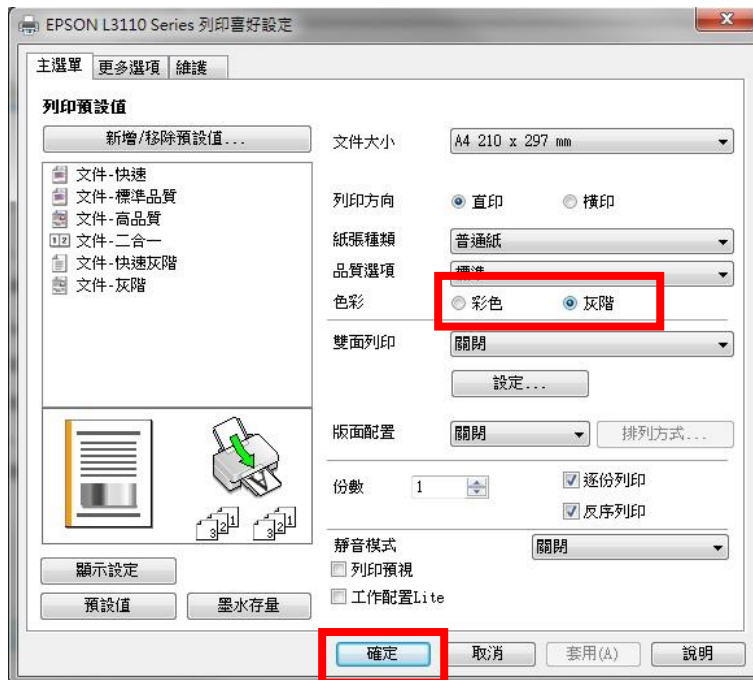 EPSON L3110 Series 列印喜好設定
主選單 更多選項 維護
列印預設值
新增/移除預設值...
文件-快速
文件-標準品質
文件-高品質
文件-二合一
文件-快速灰階
文件-灰階
顯示設定
預設值 墨水存量
文件大小 A4 210 x 297 mm
列印方向 直印 橫印
紙張種類 普通紙
品質選項 標準
色彩 彩色 灰階
雙面列印 關閉
設定...
版面配置 關閉 排列方式...
份數 1 逐份列印
反序列印
靜音模式 關閉
列印預視
工作配置Lite
確定 取消 套用(A) 說明